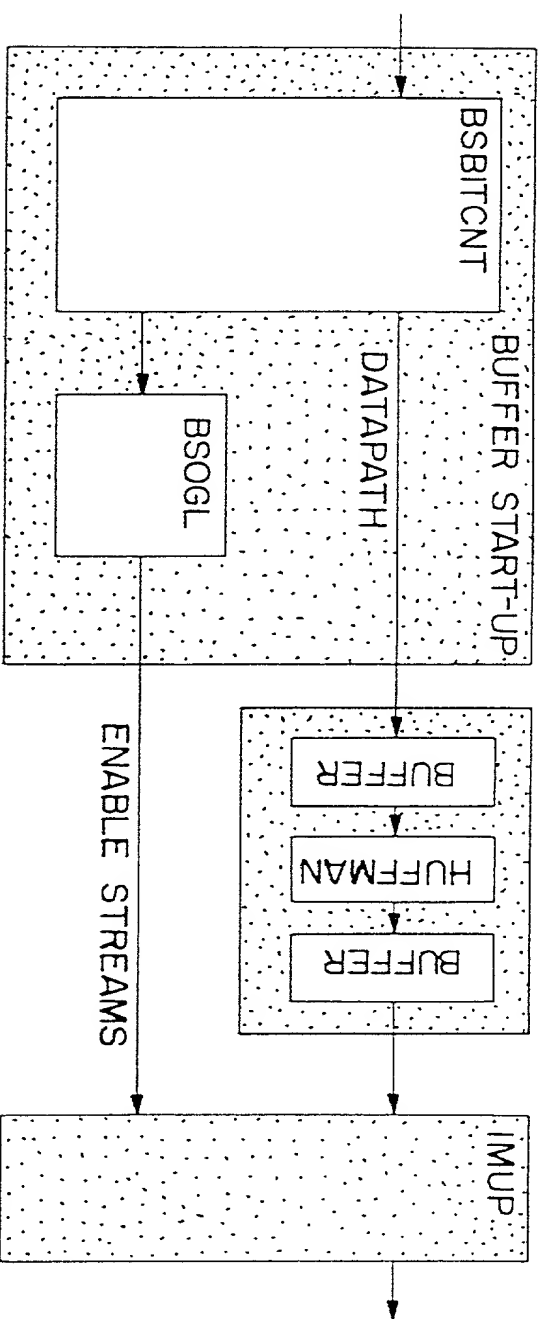 BUFFER START-UP
BSBITCNT
DATAPATH
BSOGL
BUFFER
HUFFMAN
BUFFER
ENABLE STREAMS
IMUP